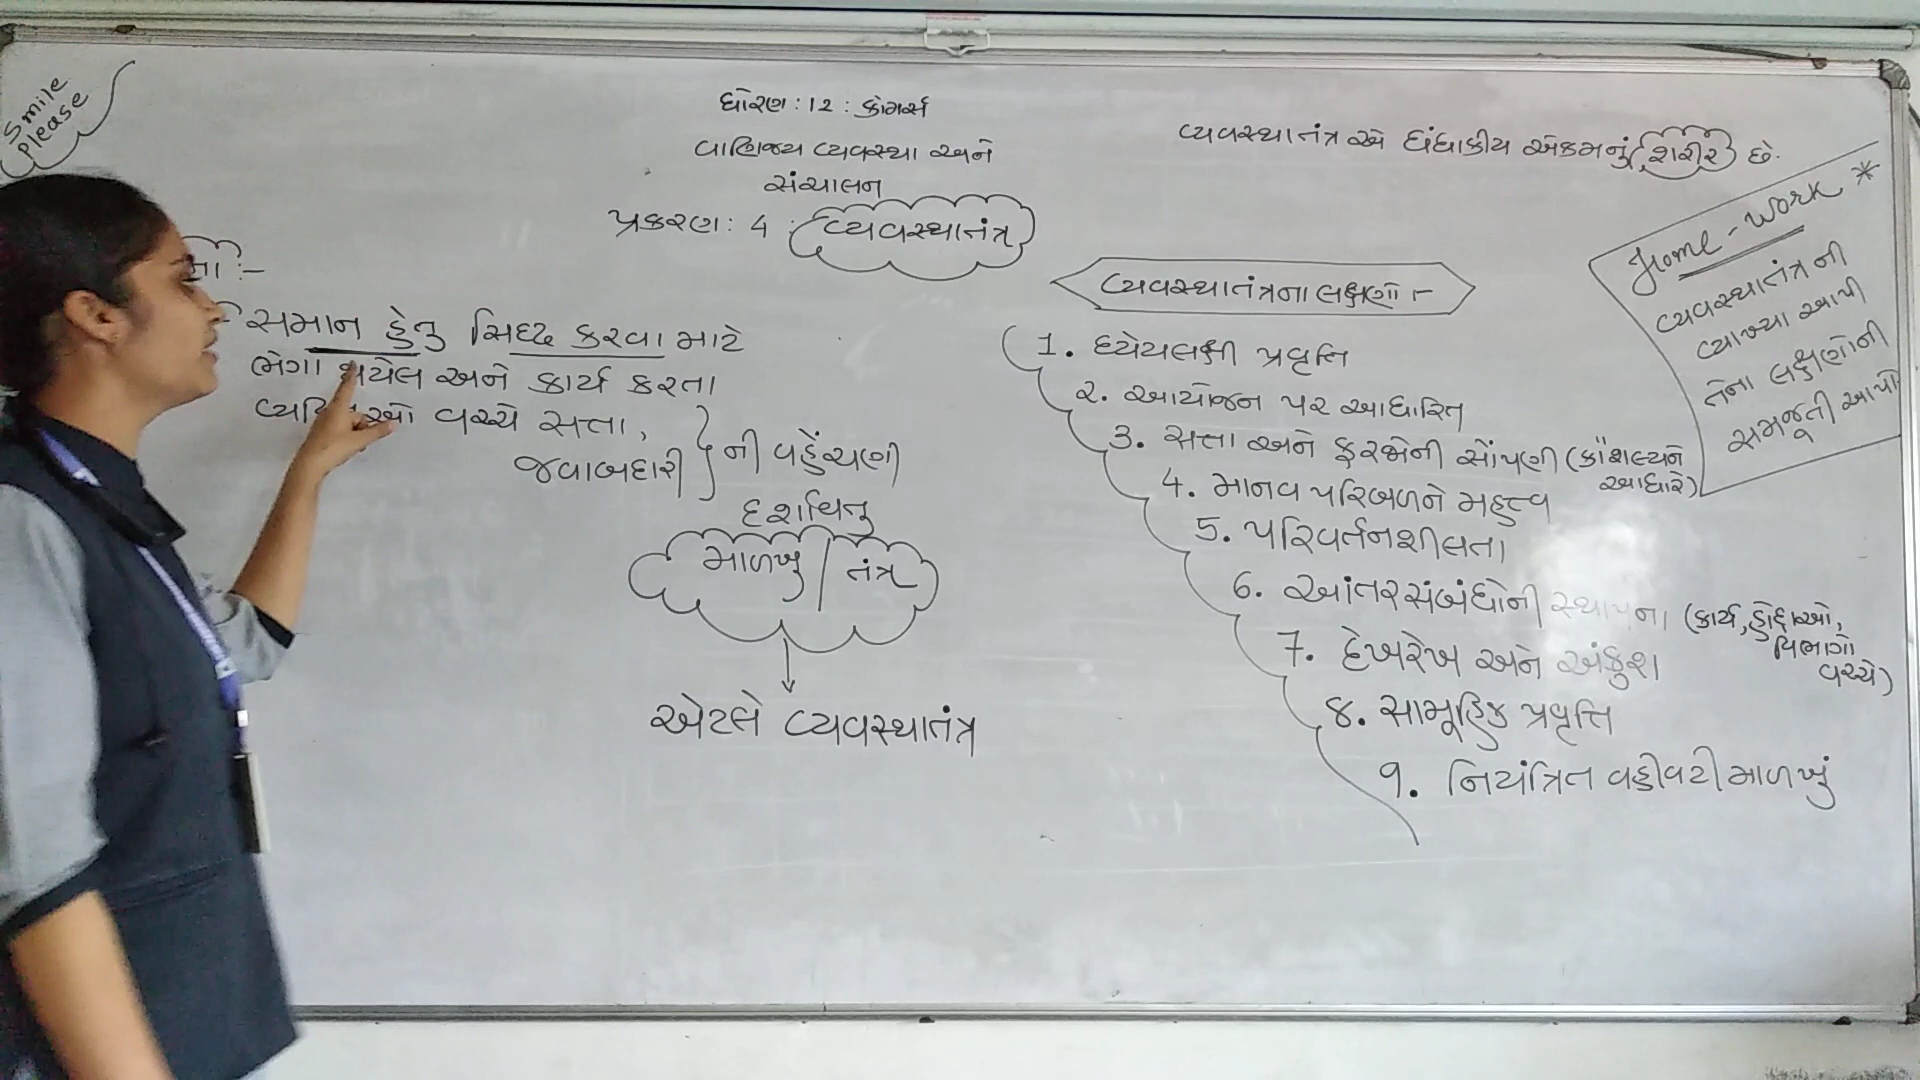 Smile
please
ધોરણ : 12 : કોમર્સ
વાણિજ્ય વ્યવસ્થા અને
સંચાલન
પ્રકરણ : 4 : વ્યવસ્થાતંત્ર
સમાન હેતુ સિધ્ધ કરવા માટે
ભેગા થયેલ અને કાર્ય કરતા
વચ્ચે સત્તા,
જવાબદારી } ની વહેંચણી
દર્શાવતુ
માળખુ / તંત્ર
એટલે વ્યવસ્થાતંત્ર
વ્યવસ્થાતંત્ર એ ધંધાકીય એકમનું શરીર છે.
વ્યવસ્થાતંત્રના લક્ષણો :-
1. ધ્યેયલક્ષી પ્રવૃત્તિ
2. આયોજન પર આધારિત
3. સત્તા અને ફરજોની સોંપણી (કૌશલ્યને
આધારે)
4. માનવ પરિબળને મહત્વ
5. પરિવર્તનશીલતા
6. આંતરસંબંધોની સ્થાપના (કાર્ય, હોદ્દાઓ,
વિભાગો
વચ્ચે)
7. દેખરેખ અને અંકુશ
8. સામૂહિક પ્રવૃત્તિ
9. નિયંત્રિત વહીવટી માળખું
Home-work *
વ્યવસ્થાતંત્ર ની
વ્યાખ્યા આપી
તેના લક્ષણોની
સમજૂતી આપો